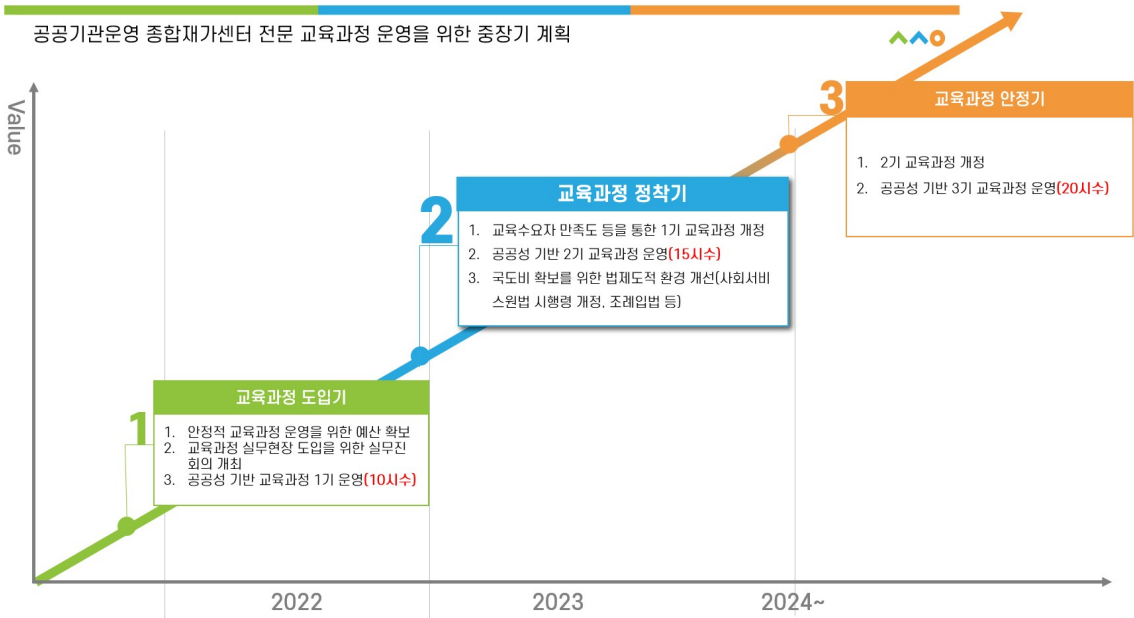 공공기관운영 종합재가센터 전문 교육과정 운영을 위한 중장기 계획
Value
3
교육과정 안정기
1. 2기 교육과정 개정
2. 공공성 기반 3기 교육과정 운영(20시수)
2
교육과정 정착기
1. 교육수요자 만족도 등을 통한 1기 교육과정 개정
2. 공공성 기반 2기 교육과정 운영(15시수)
3. 국도비 확보를 위한 법제도적 환경 개선(사회서비
스원법 시행령 개정, 조례입법 등)
1
교육과정 도입기
1. 안정적 교육과정 운영을 위한 예산 확보
2. 교육과정 실무현장 도입을 위한 실무진
회의 개최
3. 공공성 기반 교육과정 1기 운영(10시수)
2022
2023
2024~